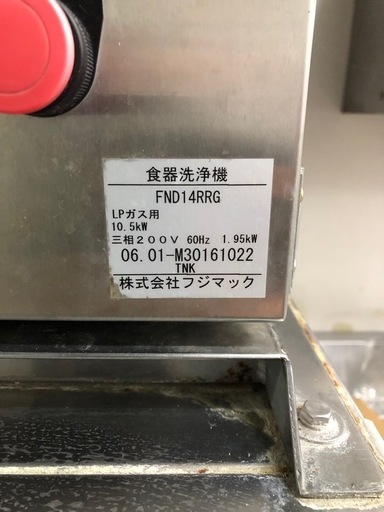 食器洗浄機
FND14RRG
LPガス用
10.5kW
三相200V 60Hz 1.95kW
06.01-M30161022
TNK
株式会社フジマック